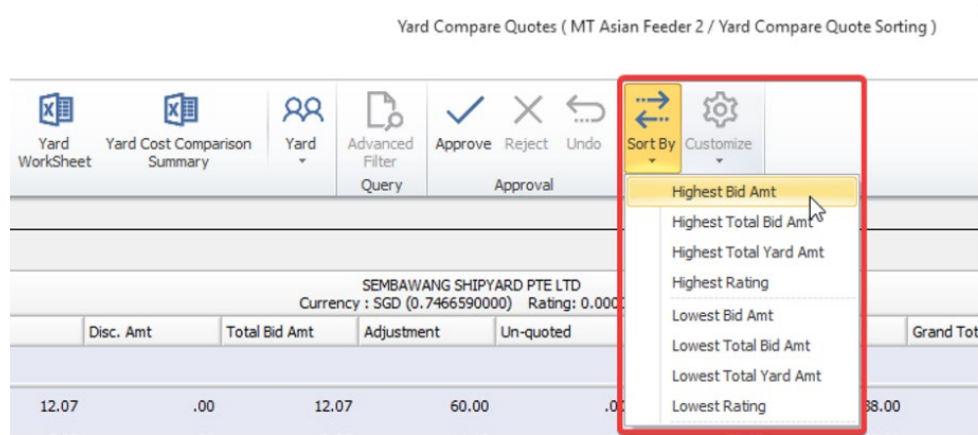 Yard Compare Quotes ( MT Asian Feeder 2 / Yard Compare Quote Sorting )
Yard WorkSheet
Yard Cost Comparison Summary
Yard
Advanced Filter
Approve
Reject
Undo
Sort By
Customize
Query
Approval
Highest Bid Amt
Highest Total Bid Amt
Highest Total Yard Amt
Highest Rating
Lowest Bid Amt
Lowest Total Bid Amt
Lowest Total Yard Amt
Lowest Rating
SEMBAWANG SHIPYARD PTE LTD
Currency : SGD (0.7466590000) Rating: 0.000
Disc. Amt Total Bid Amt Adjustment Un-quoted Grand Tot
12.07 .00 12.07 60.00 .0 38.00